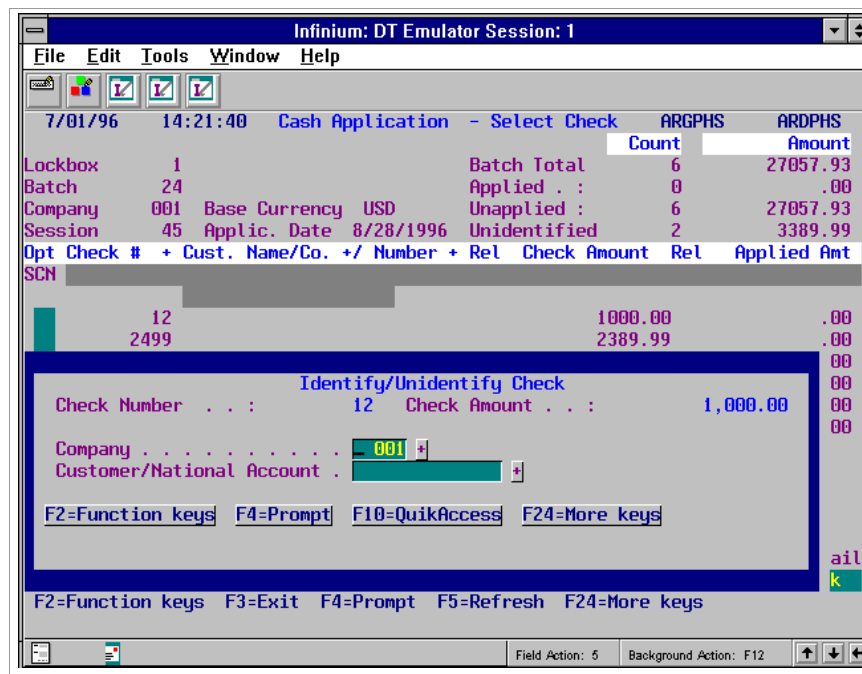 Infinium: DT Emulator Session: 1
File Edit Tools Window Help
7/01/96 14:21:40 Cash Application - Select Check ARGPHS ARDPHS
Count Amount
Lockbox 1 Batch Total 6 27057.93
Batch 24 Applied . : 0 .00
Company 001 Base Currency USD Unapplied : 6 27057.93
Session 45 Applic. Date 8/28/1996 Unidentified 2 3389.99
Opt Check # + Cust. Name/Co. +/ Number + Rel Check Amount Rel Applied Amt
SCN
12 1000.00 .00
2499 2389.99 .00
00
Identify/Unidentify Check 00
Check Number . . : 12 Check Amount . . : 1,000.00 00
00
Company . . . . . . . . . . _ 001 +
Customer/National Account . +
F2=Function keys F4=Prompt F10=QuikAccess F24=More keys
ail
k
F2=Function keys F3=Exit F4=Prompt F5=Refresh F24=More keys
Field Action: 5 Background Action: F12